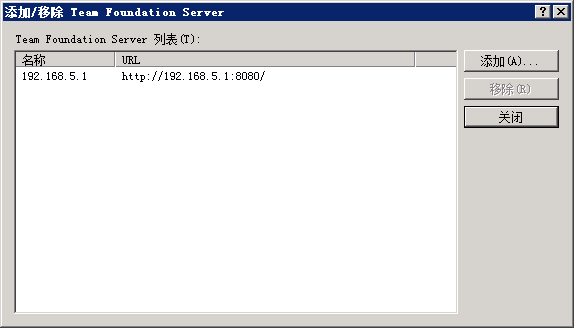 添加/移除 Team Foundation Server
Team Foundation Server 列表(T):
名称 URL
192.168.5.1 http://192.168.5.1:8080/
添加(A)...
移除(R)
关闭